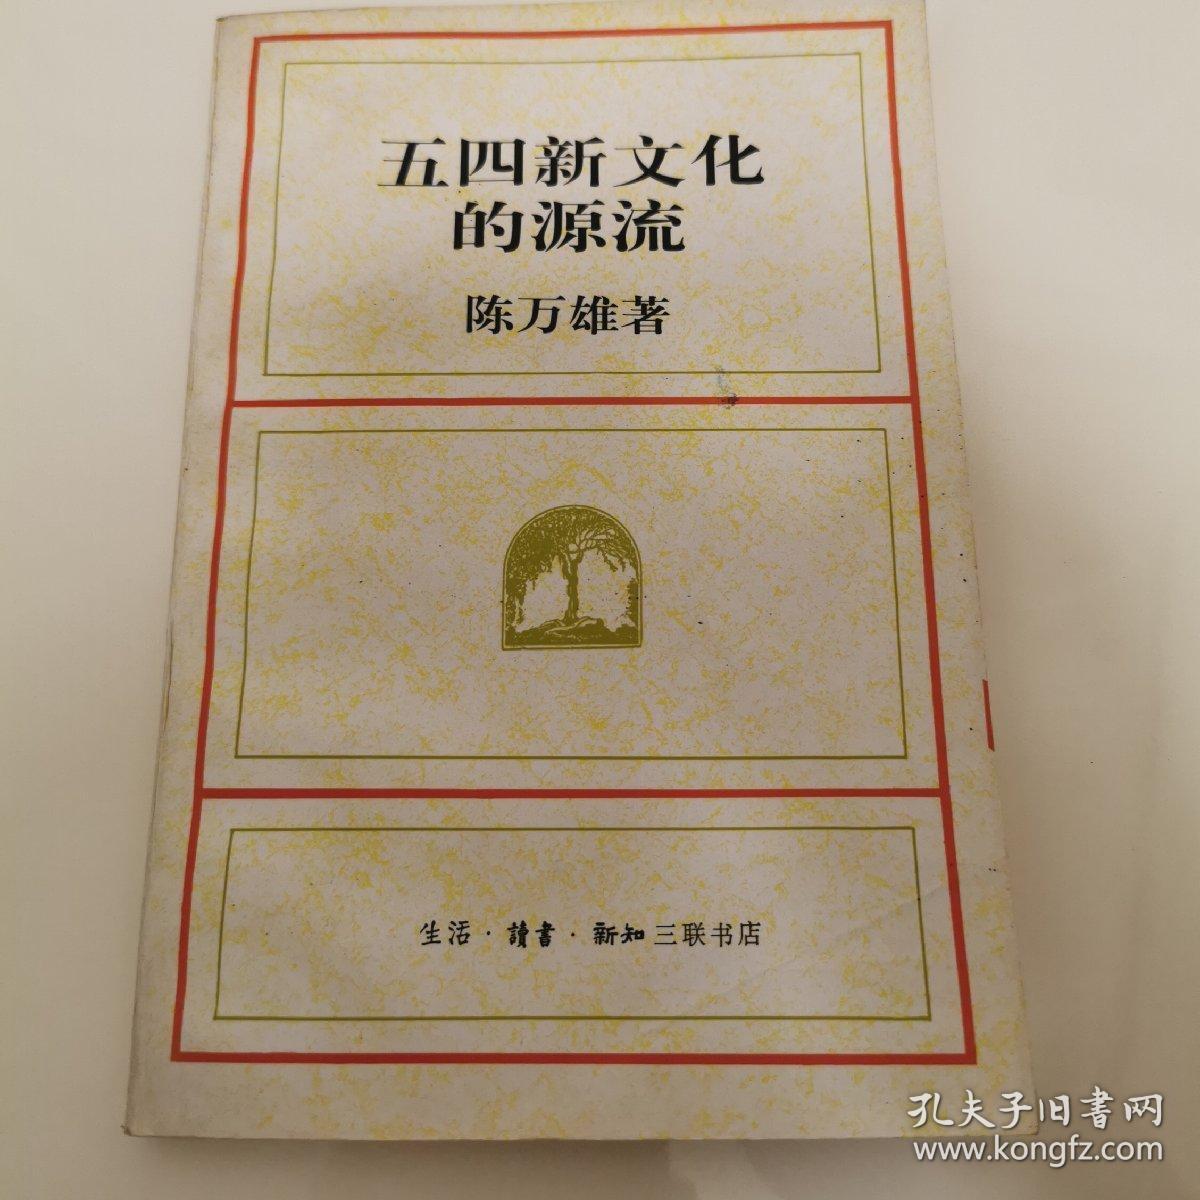 五四新文化
的源流
陈万雄著
生活·讀書·新知三联书店
孔夫子旧書网
www.kongfz.com